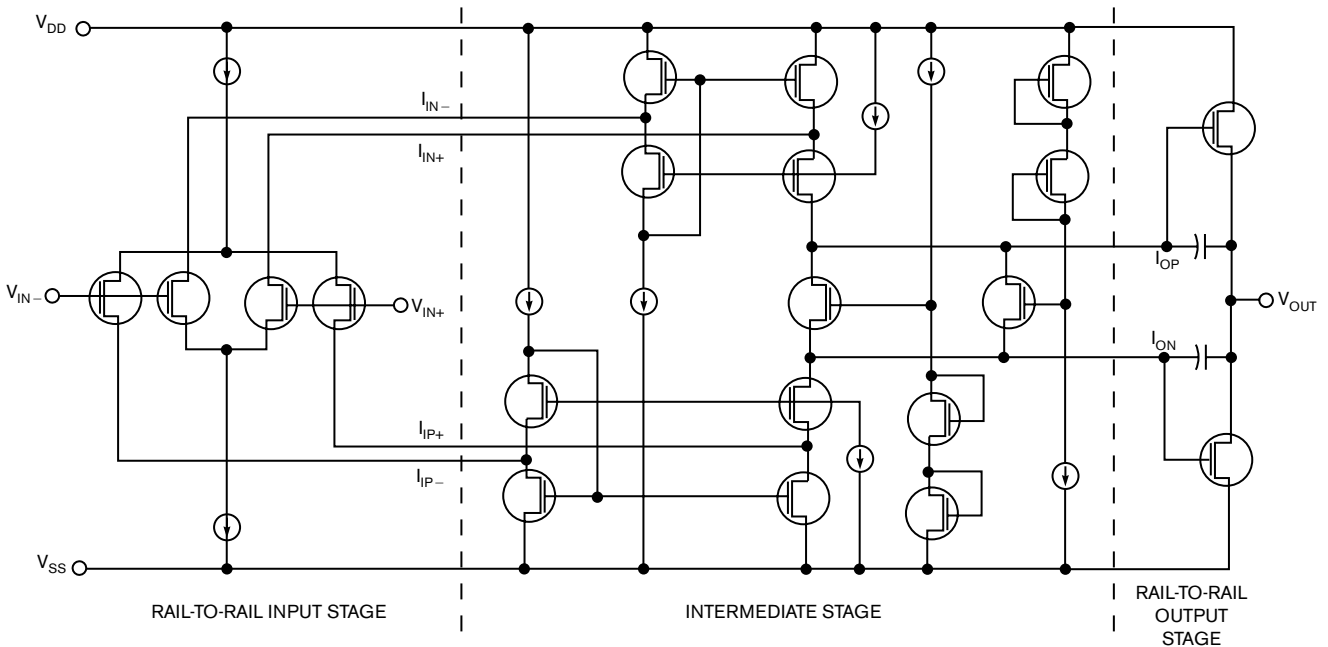 VDD
IIN−
IIN+
VIN−
VIN+
IOP
VOUT
ION
IIP+
IIP−
VSS
RAIL-TO-RAIL INPUT STAGE
INTERMEDIATE STAGE
RAIL-TO-RAIL
OUTPUT
STAGE